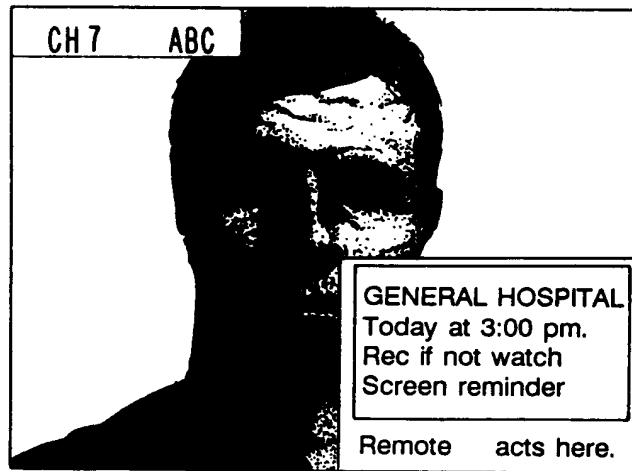 CH 7 ABC
GENERAL HOSPITAL
Today at 3:00 pm.
Rec if not watch
Screen reminder
Remote acts here.